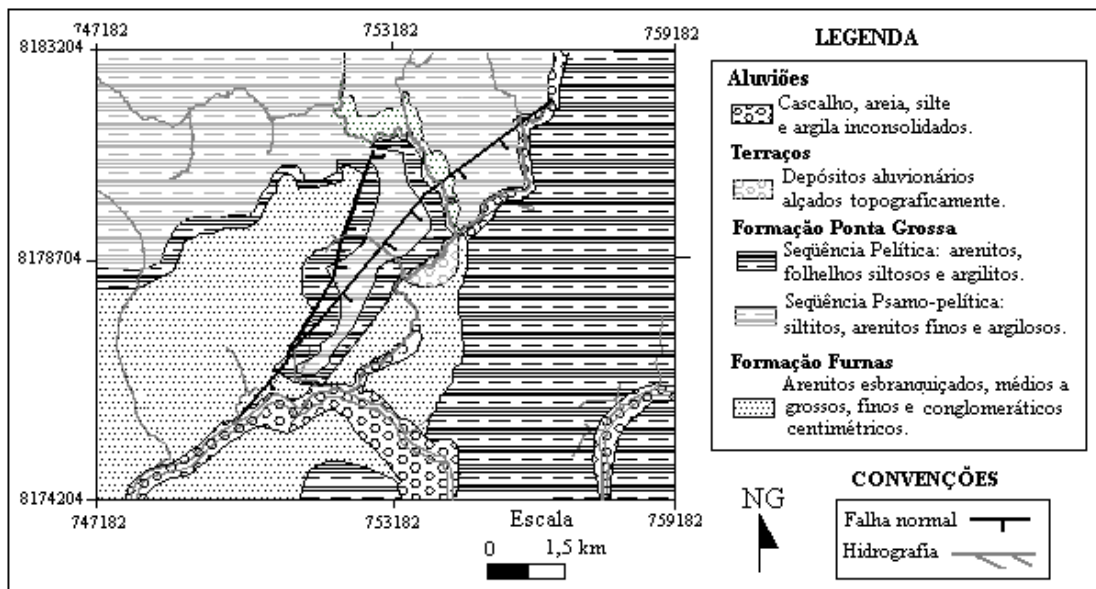 747182 753182 759182
8183204
8178704
8174204
747182 753182 759182
Escala
0 1,5 km
NG
LEGENDA
Aluviões
Cascalho, areia, silte
e argila inconsolidados.
Terraços
Depósitos aluvionários
alçados topograficamente.
Formação Ponta Grossa
Seqüência Pelítica: arenitos,
folhelhos siltosos e argilitos.
Seqüência Psamo-pelítica:
siltitos, arenitos finos e argilosos.
Formação Furnas
Arenitos esbranquiçados, médios a
grossos, finos e conglomeráticos
centimétricos.
CONVENÇÕES
Falha normal
Hidrografia